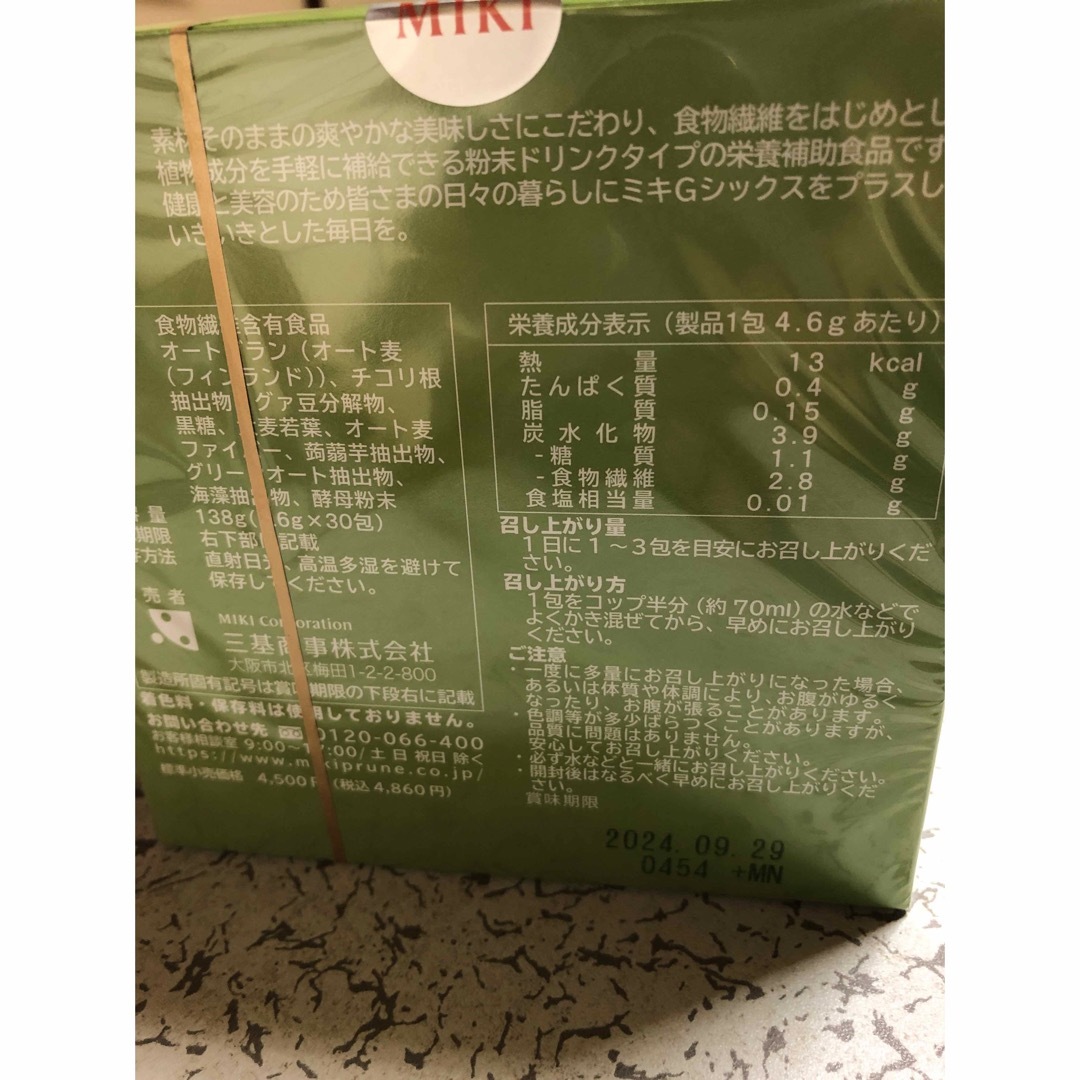 MIKI
素材そのままの爽やかな美味しさにこだわり、食物繊維をはじめとし
植物成分を手軽に補給できる粉末ドリンクタイプの栄養補助食品です
健康と美容のため皆さまの日々の暮らしにミキGシックスをプラスし
いきいきとした毎日を。
食物繊維含有食品
オートブラン（オート麦
（フィンランド））、チコリ根
抽出物、グァ豆分解物、
黒糖、大麦若葉、オート麦
ファイバー、蒟蒻芋抽出物、
グリーンオート抽出物、
海藻抽出物、酵母粉末
量 138g(4.6g×30包)
期限 右下部に記載
方法 直射日光、高温多湿を避けて
保存してください。
売者
MIKI Corporation
三基商事株式会社
大阪市北区梅田1-2-2-800
製造所固有記号は賞味期限の下段右に記載
着色料・保存料は使用しておりません。
お問い合わせ先 0120-066-400
お客様相談室 9:00～17:00/土 日 祝日 除く
https://www.mikiprune.co.jp/
標準小売価格 4,500円（税込4,860円）
栄養成分表示（製品1包 4.6gあたり）
熱量 13 kcal
たんぱく質 0.4 g
脂質 0.15 g
炭水化物 3.9 g
-糖質 1.1 g
-食物繊維 2.8 g
食塩相当量 0.01 g
召し上がり量
1日に1～3包を目安にお召し上がりくだ
さい。
召し上がり方
1包をコップ半分（約70ml）の水などで
よくかき混ぜてから、早めにお召し上がり
ください。
ご注意
・一度に多量にお召し上がりになった場合、
あるいは体質や体調により、お腹がゆるく
なったり、お腹が張ることがあります。
・色調等が多少ばらつくことがありますが、
品質に問題はありません。
安心してお召し上がりください。
・必ず水などと一緒にお召し上がりください。
・開封後はなるべく早めにお召し上がりくだ
さい。
賞味期限
2024.09.29
0454 +MN